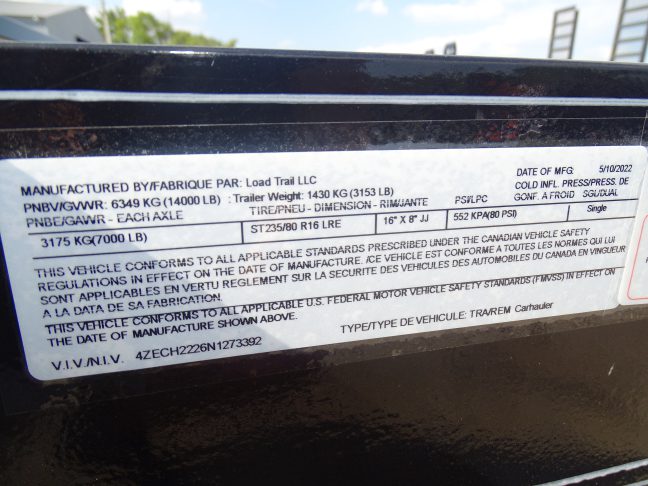 MANUFACTURED BY/FABRIQUE PAR: Load Trail LLC DATE OF MFG: 5/10/2022
PNBV/GVWR: 6349 KG (14000 LB) : Trailer Weight: 1430 KG (3153 LB) COLD INFL. PRESS/PRESS. DE
PNBE/GAWR - EACH AXLE TIRE/PNEU - DIMENSION - RIM/JANTE PSI/LPC GONF. A FROID SGL/DUAL
3175 KG(7000 LB) ST235/80 R16 LRE 16" X 8" JJ 552 KPA(80 PSI) Single
THIS VEHICLE CONFORMS TO ALL APPLICABLE STANDARDS PRESCRIBED UNDER THE CANADIAN VEHICLE SAFETY
REGULATIONS IN EFFECT ON THE DATE OF MANUFACTURE. /CE VEHICLE EST CONFORME A TOUTES LES NORMES QUI LUI
SONT APPLICABLES EN VERTU REGLEMENT SUR LA SECURITE DES VEHICULES DES AUTOMOBILES DU CANADA EN VINGUEUR
A LA DATA DE SA FABRICATION.
THIS VEHICLE CONFORMS TO ALL APPLICABLE U.S. FEDERAL MOTOR VEHICLE SAFETY STANDARDS (FMVSS) IN EFFECT ON
THE DATE OF MANUFACTURE SHOWN ABOVE.
V.I.V./N.I.V. 4ZECH2226N1273392 TYPE/TYPE DE VEHICULE: TRA/REM Carhauler